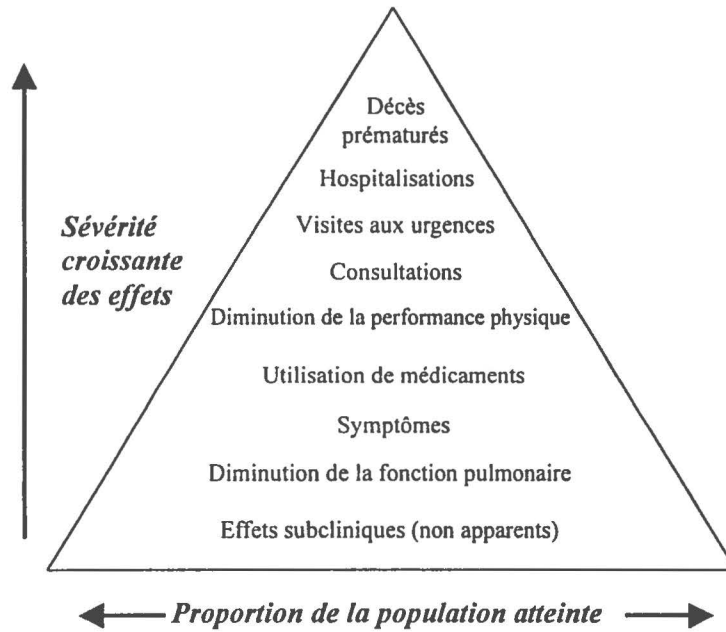 Décès
prématurés
Hospitalisations
Visites aux urgences
Consultations
Diminution de la performance physique
Utilisation de médicaments
Symptômes
Diminution de la fonction pulmonaire
Effets subcliniques (non apparents)
Sévérité
croissante
des effets
Proportion de la population atteinte